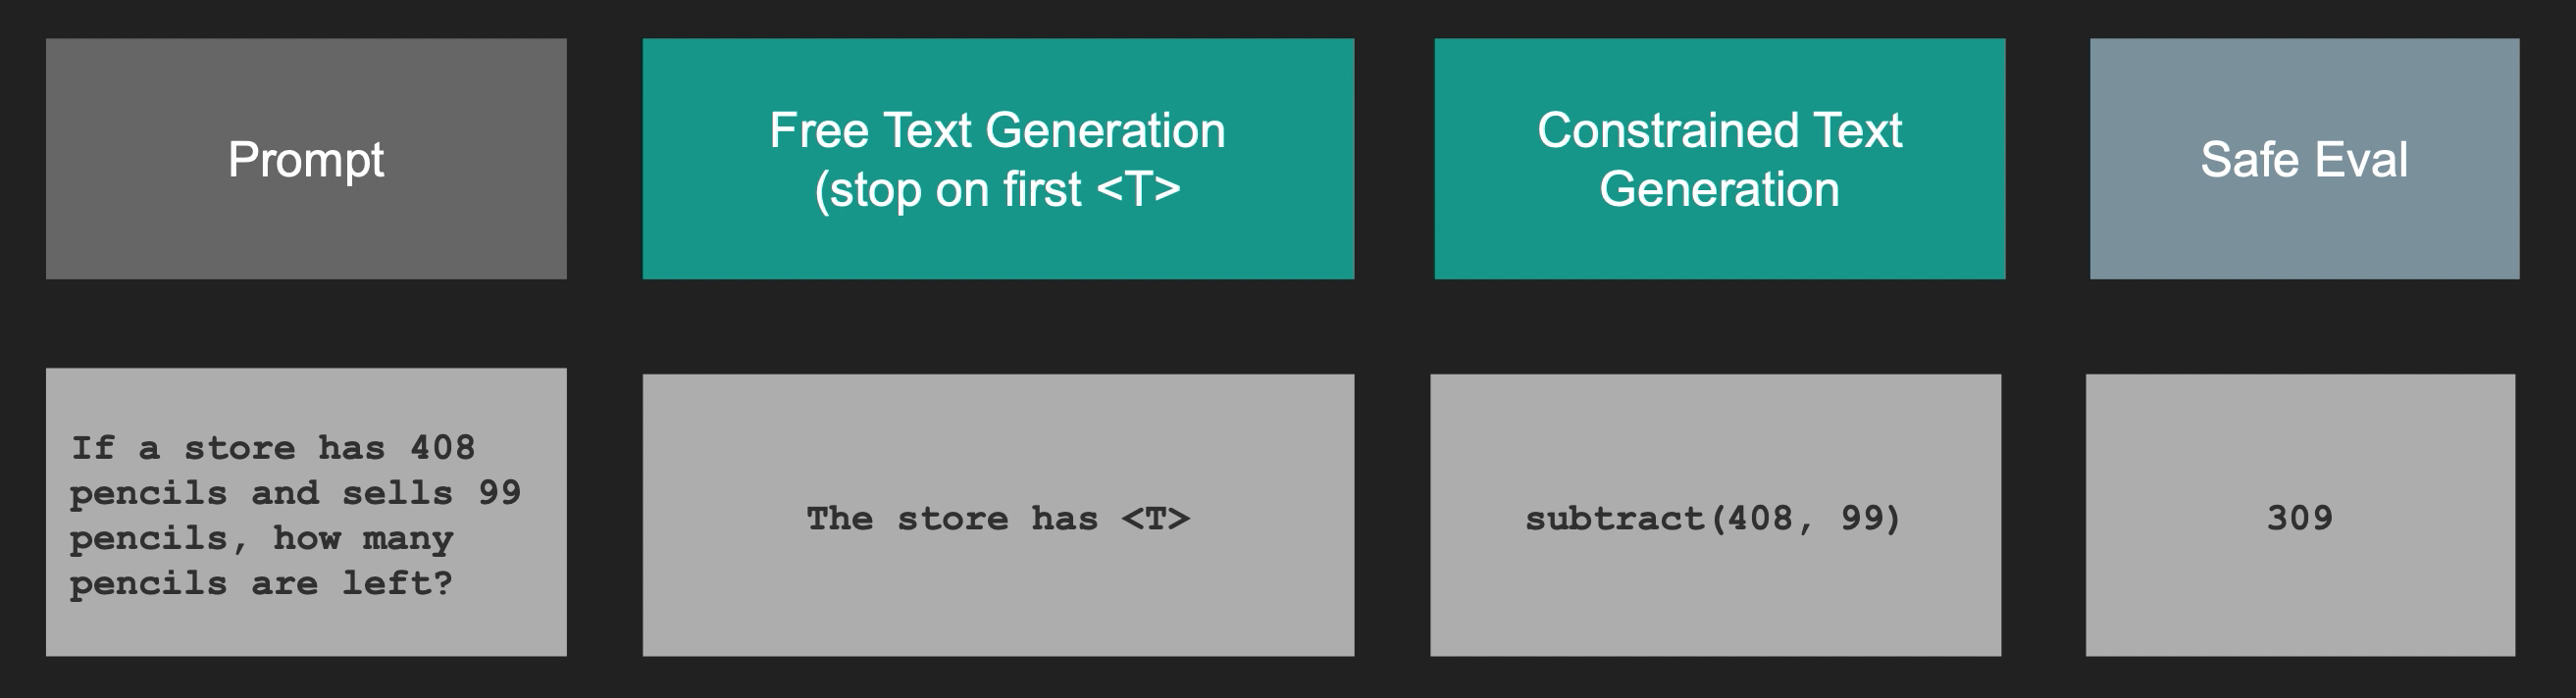 Prompt
Free Text Generation
(stop on first <T>
Constrained Text
Generation
Safe Eval
If a store has 408
pencils and sells 99
pencils, how many
pencils are left?
The store has <T>
subtract(408, 99)
309